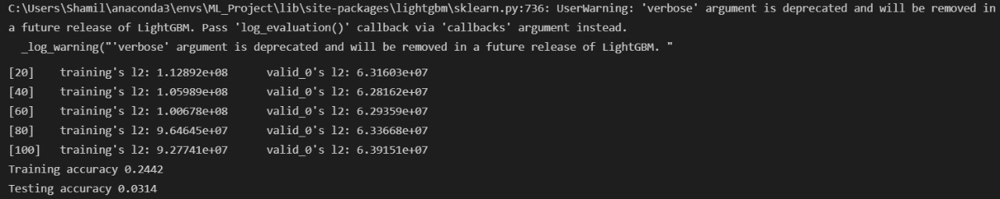 C:\Users\Shamil\anaconda3\envs\ML_Project\lib\site-packages\lightgbm\sklearn.py:736: UserWarning: 'verbose' argument is deprecated and will be removed in
a future release of LightGBM. Pass 'log_evaluation()' callback via 'callbacks' argument instead.
  _log_warning("'verbose' argument is deprecated and will be removed in a future release of LightGBM. "
[20]    training's l2: 1.12892e+08      valid_0's l2: 6.31603e+07
[40]    training's l2: 1.05989e+08      valid_0's l2: 6.28162e+07
[60]    training's l2: 1.00678e+08      valid_0's l2: 6.29359e+07
[80]    training's l2: 9.64645e+07      valid_0's l2: 6.33668e+07
[100]   training's l2: 9.27741e+07      valid_0's l2: 6.39151e+07
Training accuracy 0.2442
Testing accuracy 0.0314